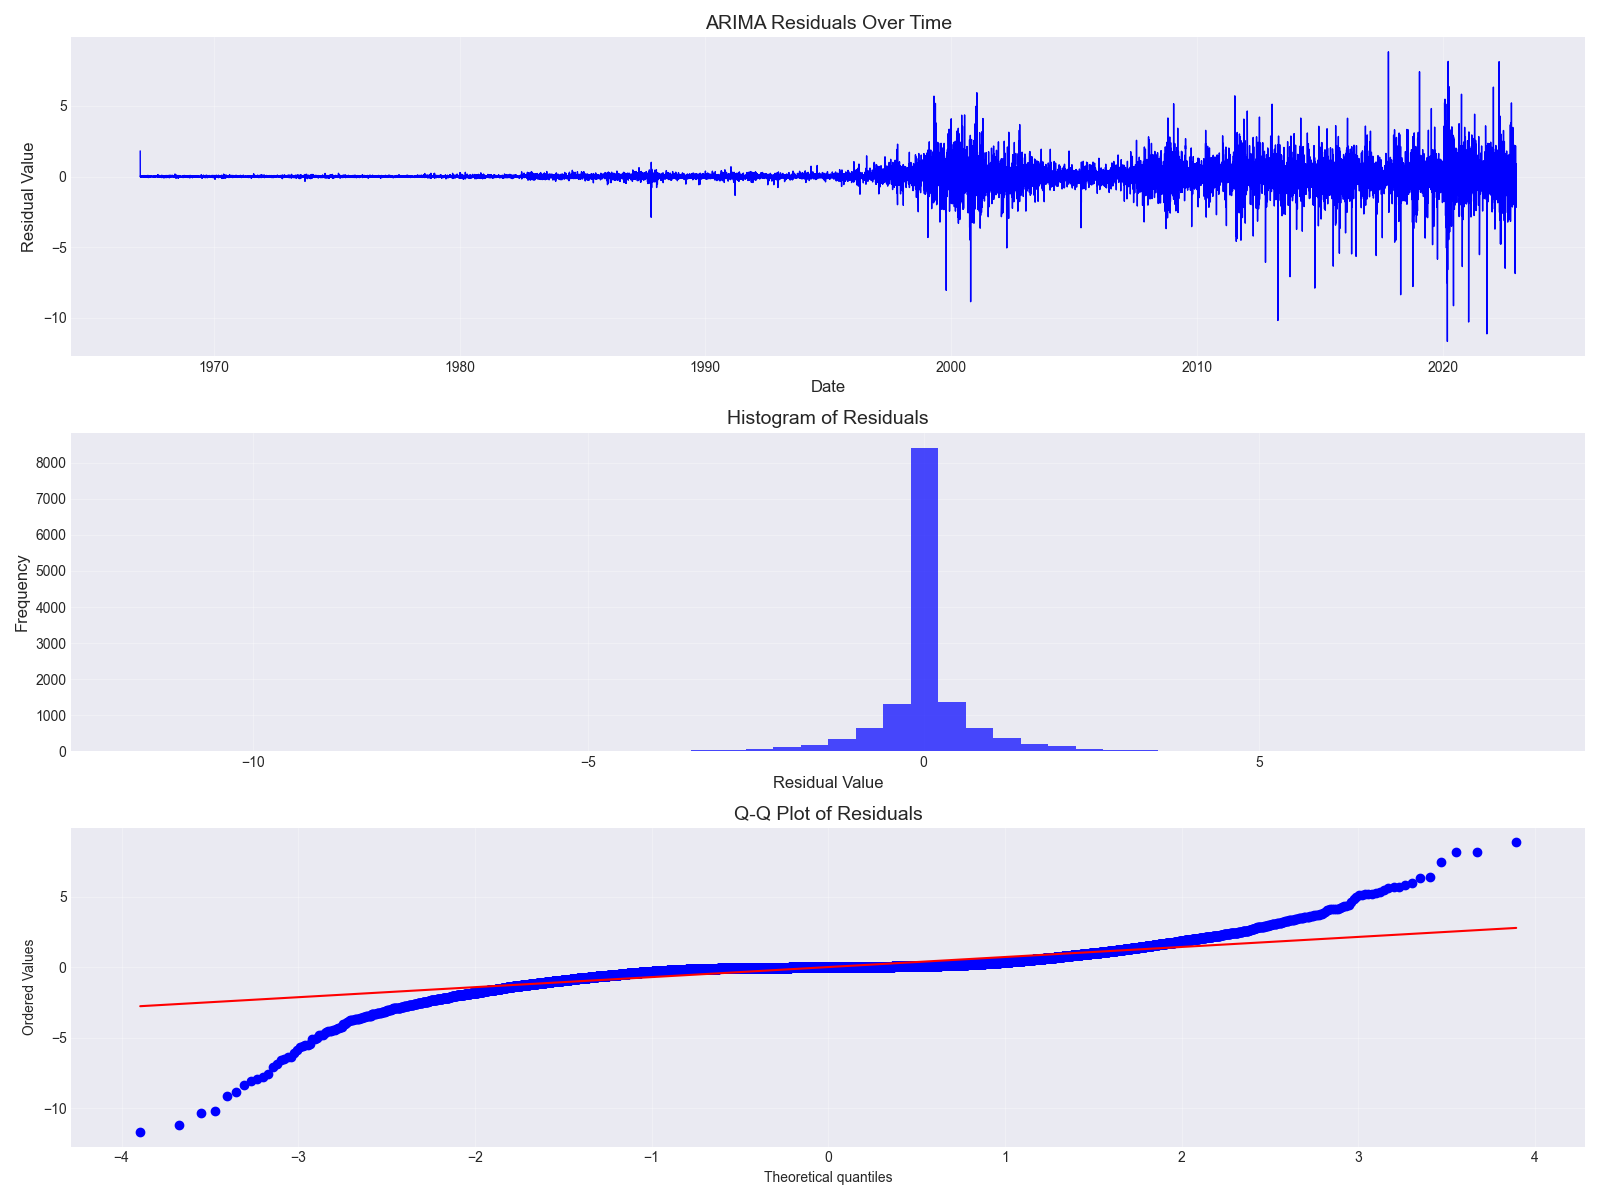 ARIMA Residuals Over Time
Residual Value
5
0
−5
−10
1970 1980 1990 2000 2010 2020
Date
Histogram of Residuals
Frequency
8000
7000
6000
5000
4000
3000
2000
1000
0
−10 −5 0 5
Residual Value
Q-Q Plot of Residuals
Ordered Values
5
0
−5
−10
−4 −3 −2 −1 0 1 2 3 4
Theoretical quantiles